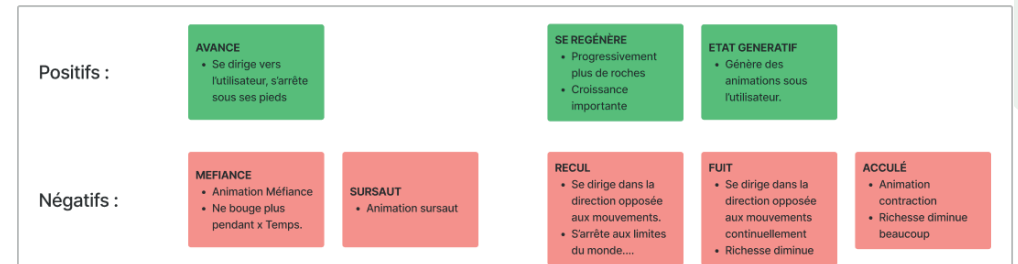 Positifs :
AVANCE
• Se dirige vers
l'utilisateur, s'arrête
sous ses pieds
SE REGÉNÈRE
• Progressivement
plus de roches
• Croissance
importante
ETAT GENERATIF
• Génère des
animations sous
l'utilisateur.
Négatifs :
MEFIANCE
• Animation Méfiance
• Ne bouge plus
pendant x Temps.
SURSAUT
• Animation sursaut
RECUL
• Se dirige dans la
direction opposée
aux mouvements.
• S'arrête aux limites
du monde....
FUIT
• Se dirige dans la
direction opposée
aux mouvements
continuellement
• Richesse diminue
ACCULÉ
• Animation
contraction
• Richesse diminue
beaucoup